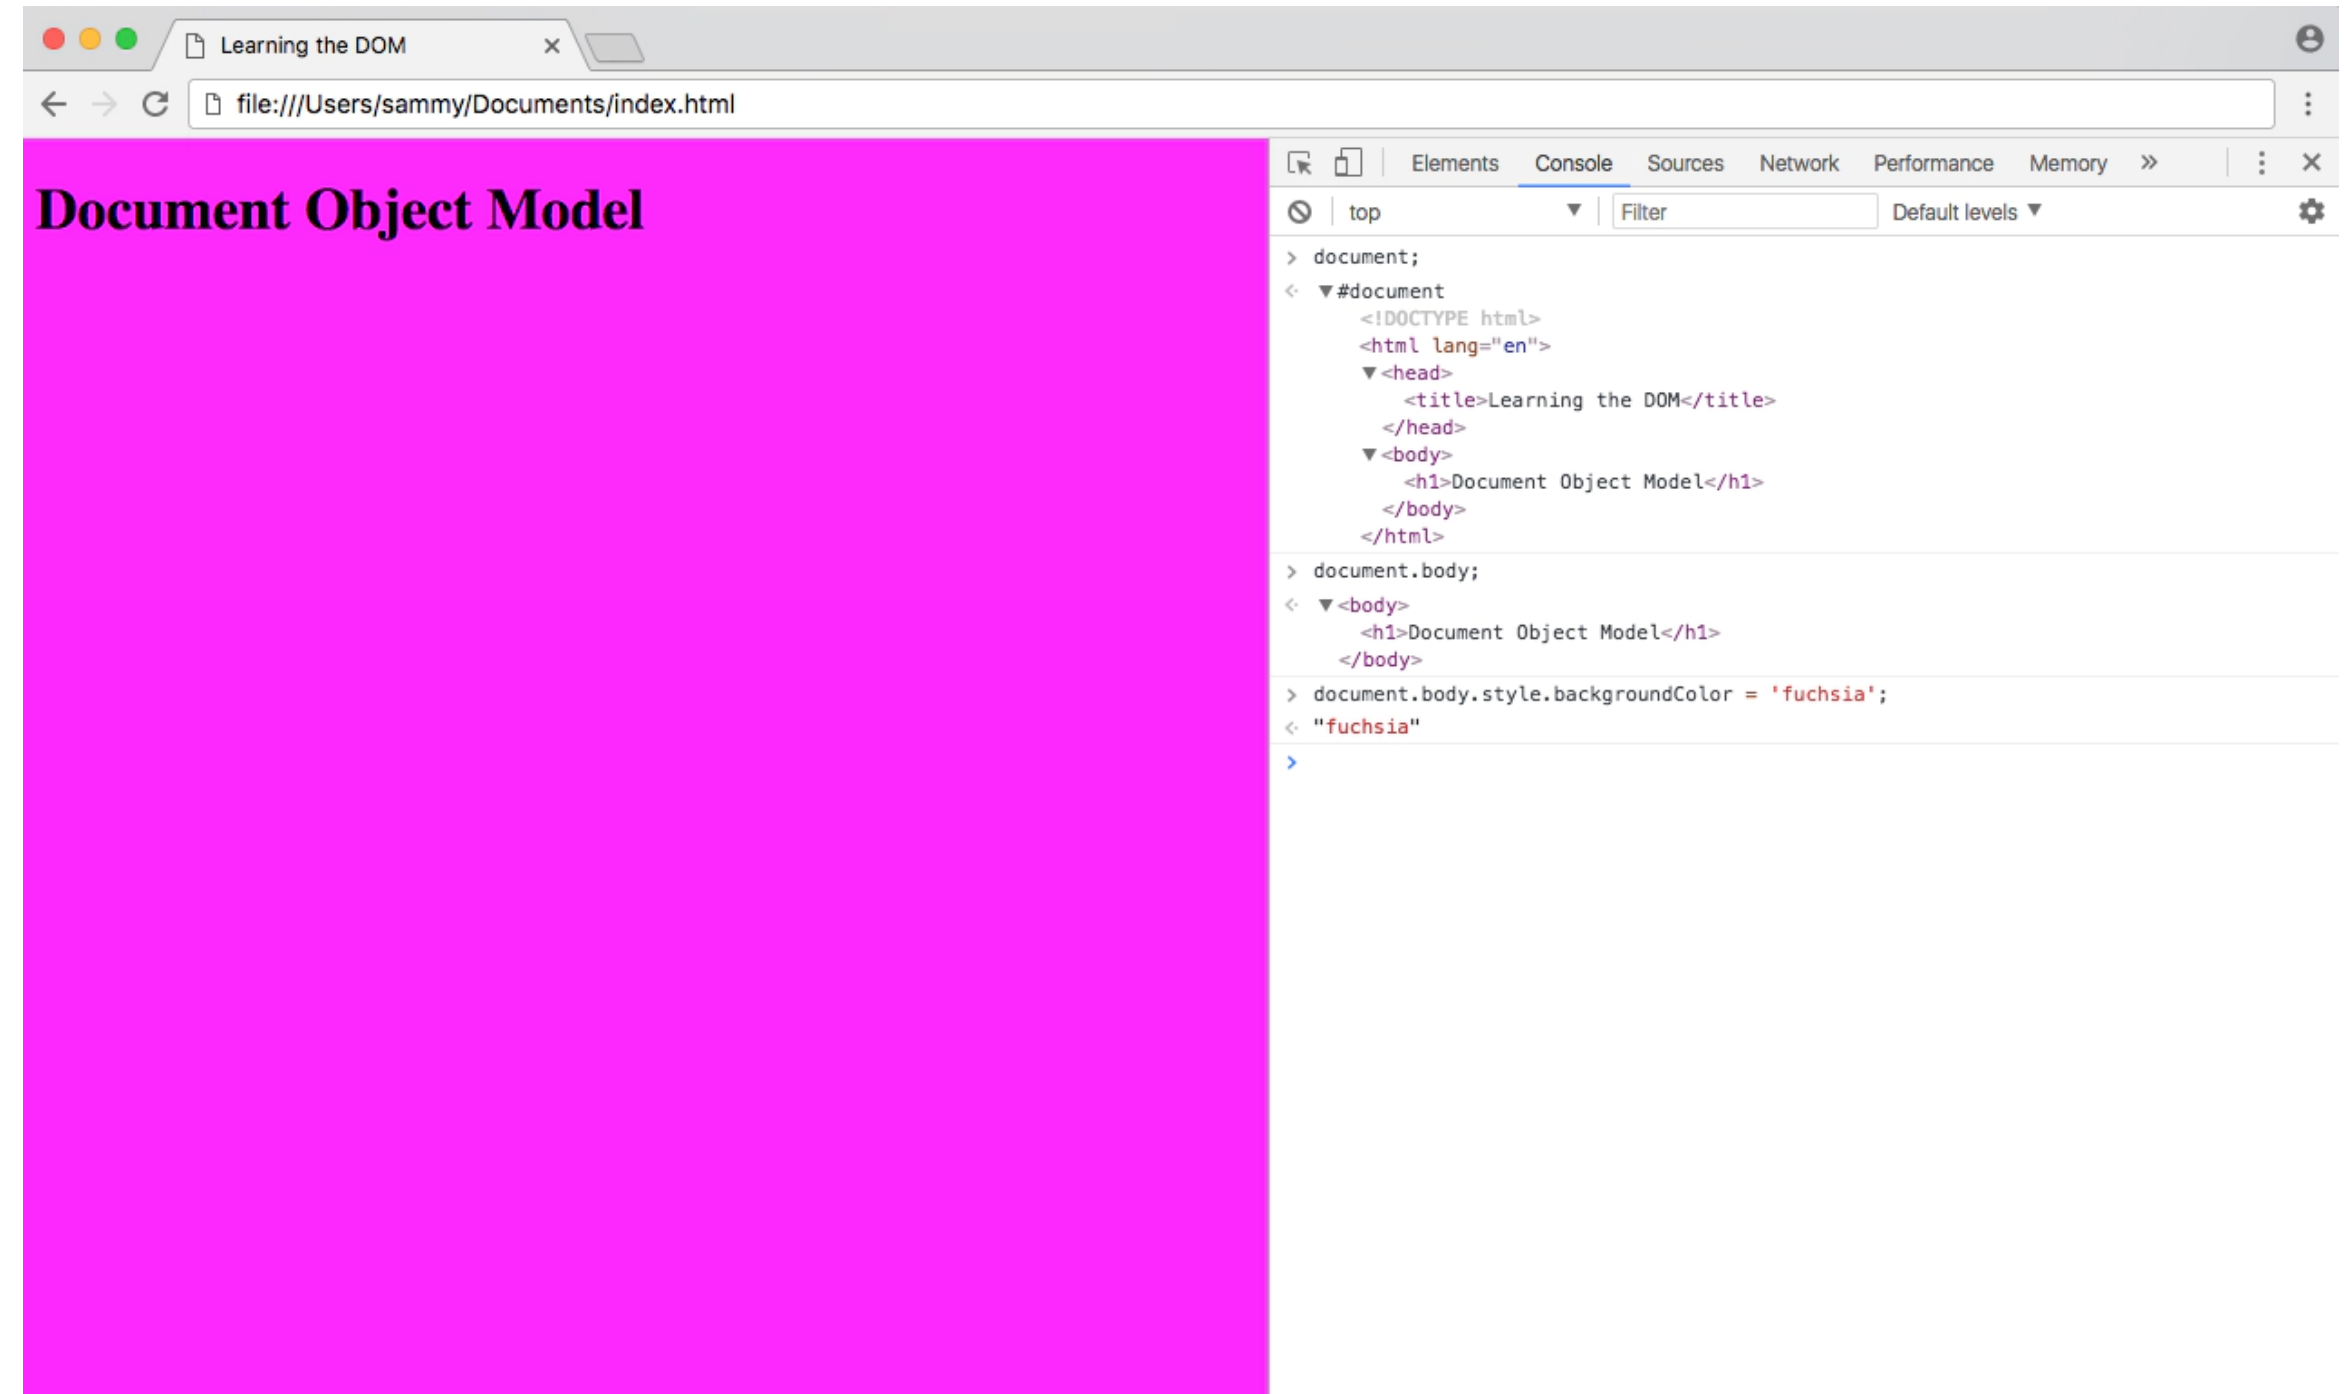 Learning the DOM
file:///Users/sammy/Documents/index.html
Document Object Model
Elements Console Sources Network Performance Memory »
top Filter Default levels
> document;
#document
<!DOCTYPE html>
<html lang="en">
<head>
<title>Learning the DOM</title>
</head>
<body>
<h1>Document Object Model</h1>
</body>
</html>
> document.body;
<body>
<h1>Document Object Model</h1>
</body>
> document.body.style.backgroundColor = 'fuchsia';
"fuchsia"
>